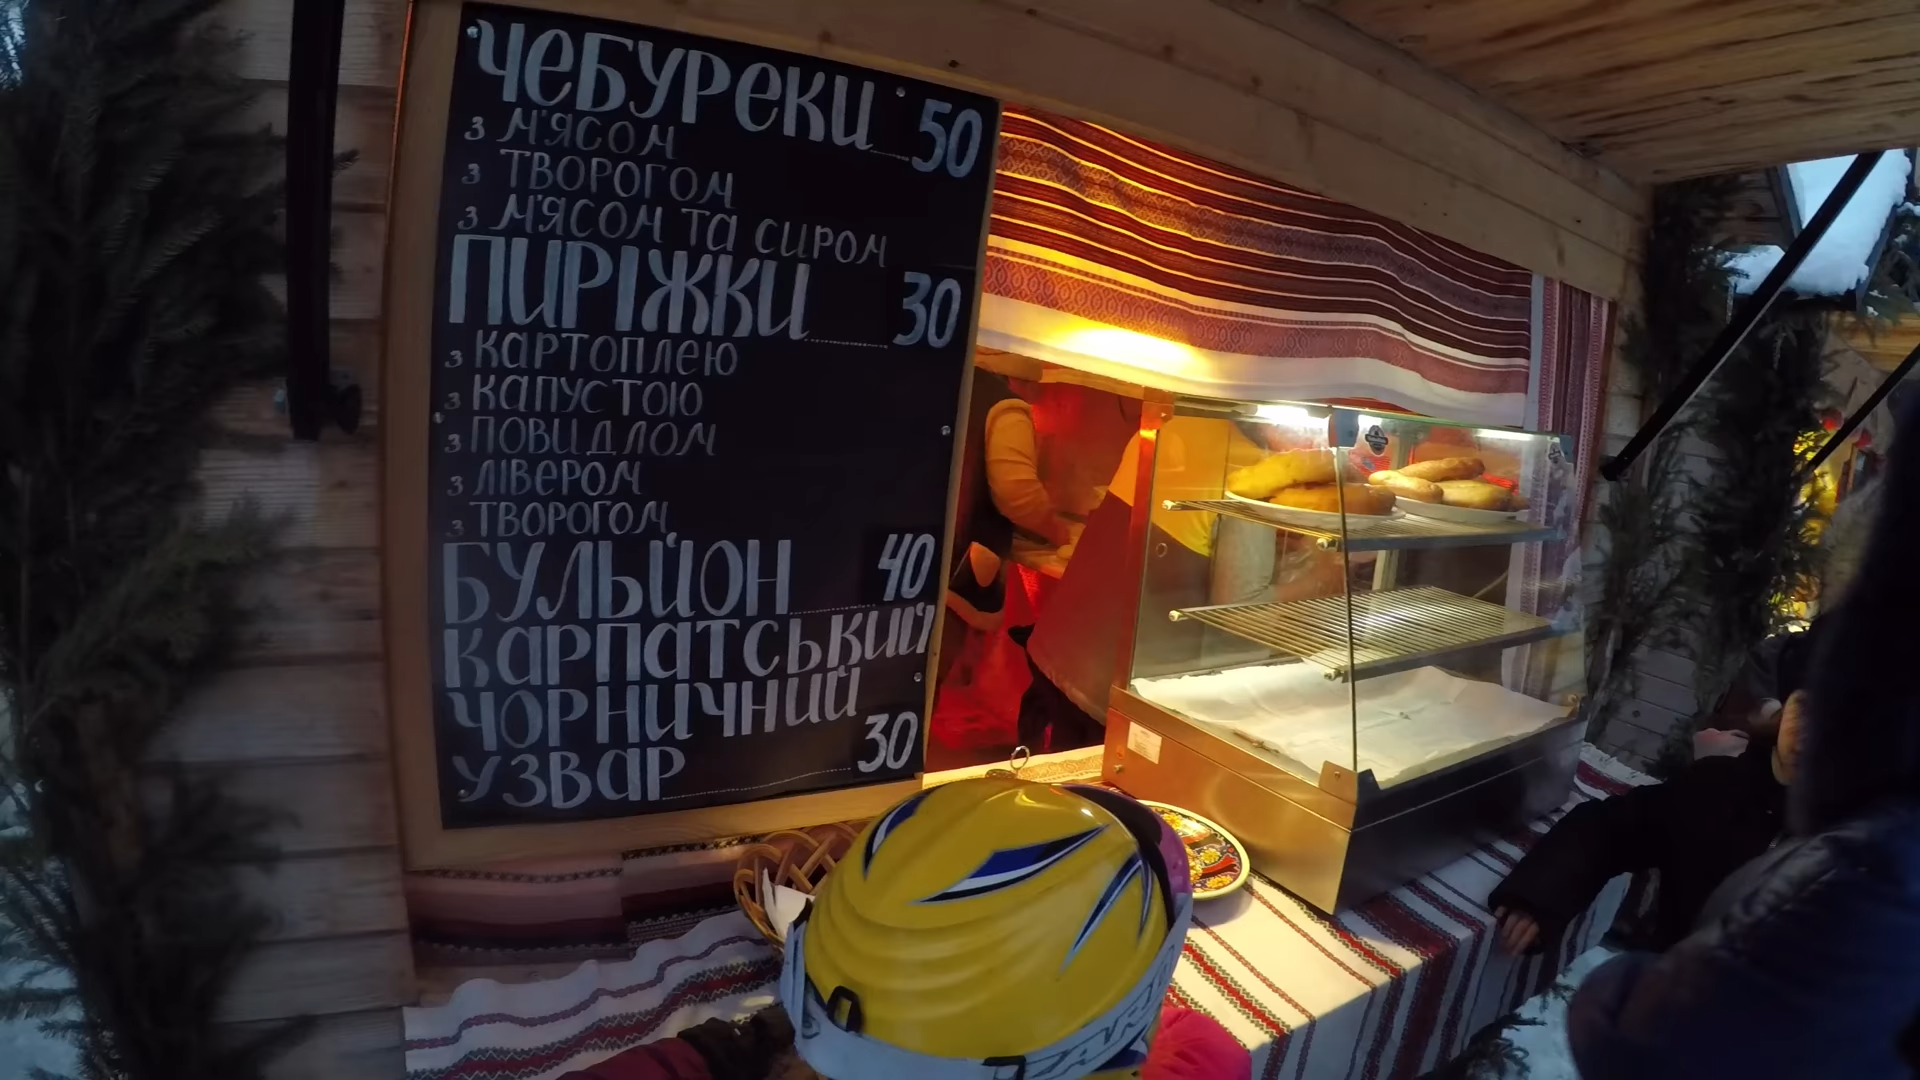 ЧЕБУРЕКИ 50
З М'ЯСОМ
З ТВОРОГОМ
З М'ЯСОМ ТА СИРОМ
ПИРІЖКИ 30
З КАРТОПЛЕЮ
З КАПУСТОЮ
З ПОВИДЛОМ
З ЛІВЕРОМ
З ТВОРОГОМ
БУЛЬЙОН 40
КАРПАТСЬКИЙ
ЧОРНИЧНИЙ
УЗВАР 30